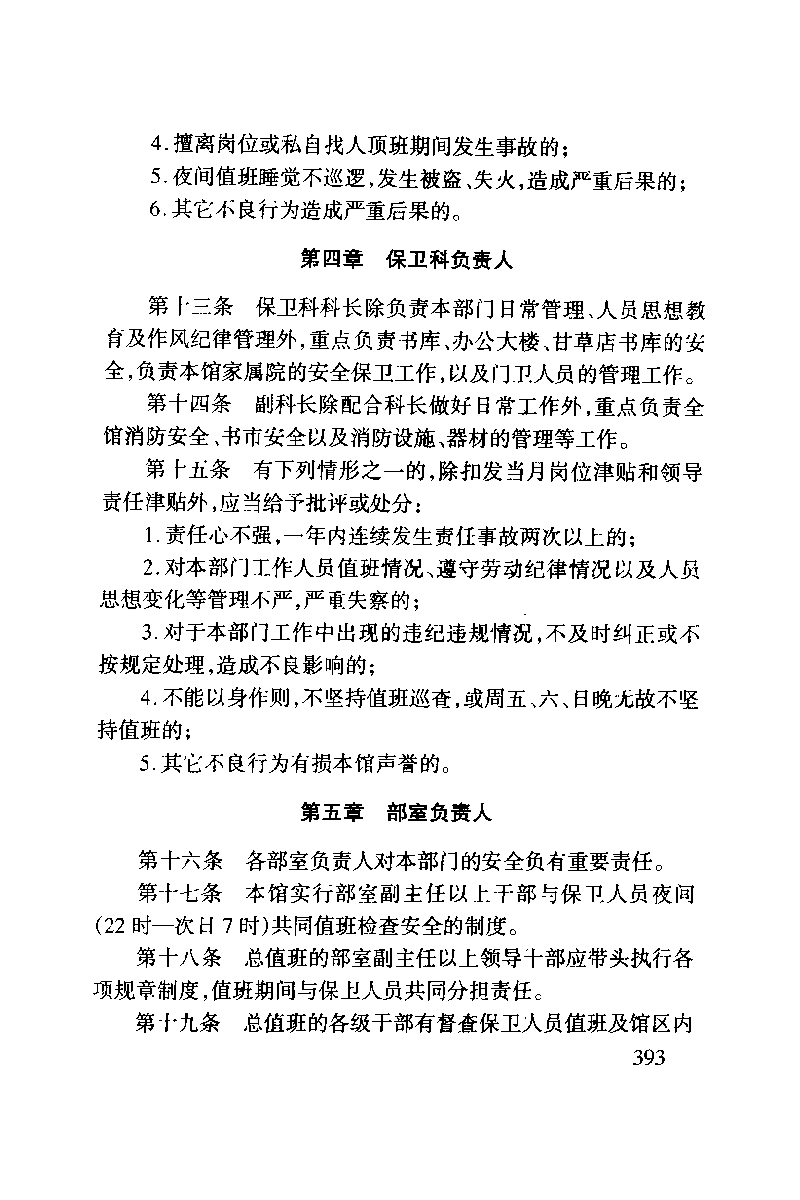 4.擅离岗位或私自找人顶班期间发生事故的;
5.夜间值班睡觉不巡逻,发生被盗、失火,造成严重后果的;
6.其它不良行为造成严重后果的。
第四章　保卫科负责人
第十三条　保卫科科长除负责本部门日常管理、人员思想教
育及作风纪律管理外,重点负责书库、办公大楼、甘草店书库的安
全,负责本馆家属院的安全保卫工作,以及门卫人员的管理工作。
第十四条　副科长除配合科长做好日常工作外,重点负责全
馆消防安全、书市安全以及消防设施、器材的管理等工作。
第十五条　有下列情形之一的,除扣发当月岗位津贴和领导
责任津贴外,应当给予批评或处分:
1.责任心不强,一年内连续发生责任事故两次以上的;
2.对本部门工作人员值班情况、遵守劳动纪律情况以及人员
思想变化等管理不严,严重失察的;
3.对于本部门工作中出现的违纪违规情况,不及时纠正或不
按规定处理,造成不良影响的;
4.不能以身作则,不坚持值班巡查,或周五、六、日晚无故不坚
持值班的;
5.其它不良行为有损本馆声誉的。
第五章　部室负责人
第十六条　各部室负责人对本部门的安全负有重要责任。
第十七条　本馆实行部室副主任以上干部与保卫人员夜间
(22时—次日7时)共同值班检查安全的制度。
第十八条　总值班的部室副主任以上领导干部应带头执行各
项规章制度,值班期间与保卫人员共同分担责任。
第十九条　总值班的各级干部有督查保卫人员值班及馆区内
393